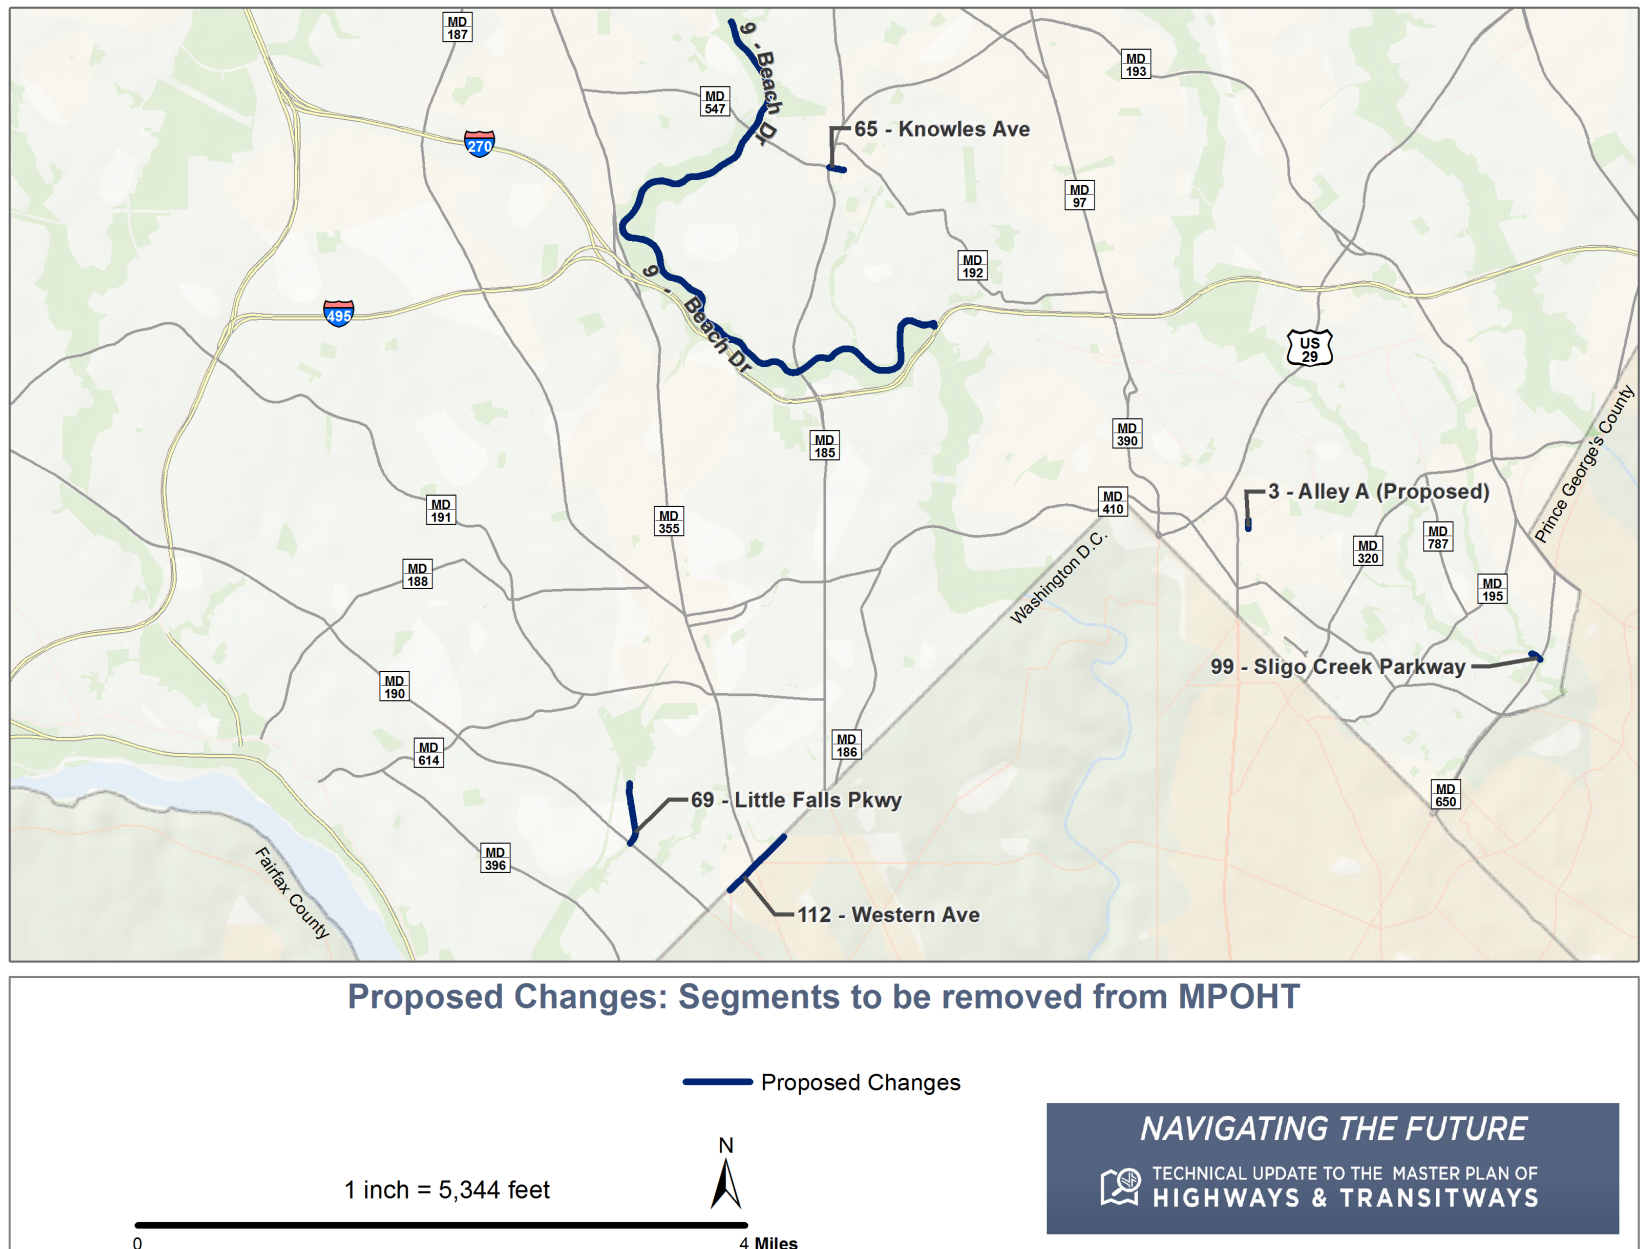 MD
187
9 - Beach Dr
MD
193
MD
547
65 - Knowles Ave
270
MD
97
MD
192
9 - Beach Dr
495
US
29
Prince George's County
MD
185
MD
390
MD
191
MD
355
MD
410
3 - Alley A (Proposed)
MD
787
MD
320
Washington D.C.
MD
188
MD
195
99 - Sligo Creek Parkway
MD
190
MD
614
MD
186
MD
650
69 - Little Falls Pkwy
MD
396
Fairfax County
112 - Western Ave
Proposed Changes: Segments to be removed from MPOHT
Proposed Changes
N
1 inch = 5,344 feet
0
4 Miles
NAVIGATING THE FUTURE
TECHNICAL UPDATE TO THE MASTER PLAN OF
HIGHWAYS & TRANSITWAYS